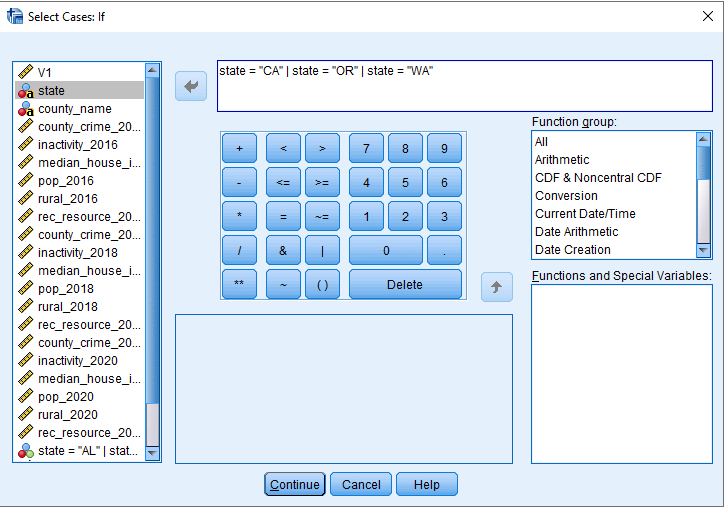 Select Cases: If
V1
state
county_name
county_crime_20...
inactivity_2016
median_house_i...
pop_2016
rural_2016
rec_resource_20...
county_crime_20...
inactivity_2018
median_house_i...
pop_2018
rural_2018
rec_resource_20...
county_crime_20...
inactivity_2020
median_house_i...
pop_2020
rural_2020
rec_resource_20...
state = "AL" | stat...
state = "CA" | state = "OR" | state = "WA"
+ < > 7 8 9
- <= >= 4 5 6
* = ~= 1 2 3
/ & | 0 .
** ~ ( ) Delete
Function group:
All
Arithmetic
CDF & Noncentral CDF
Conversion
Current Date/Time
Date Arithmetic
Date Creation
Functions and Special Variables:
Continue Cancel Help